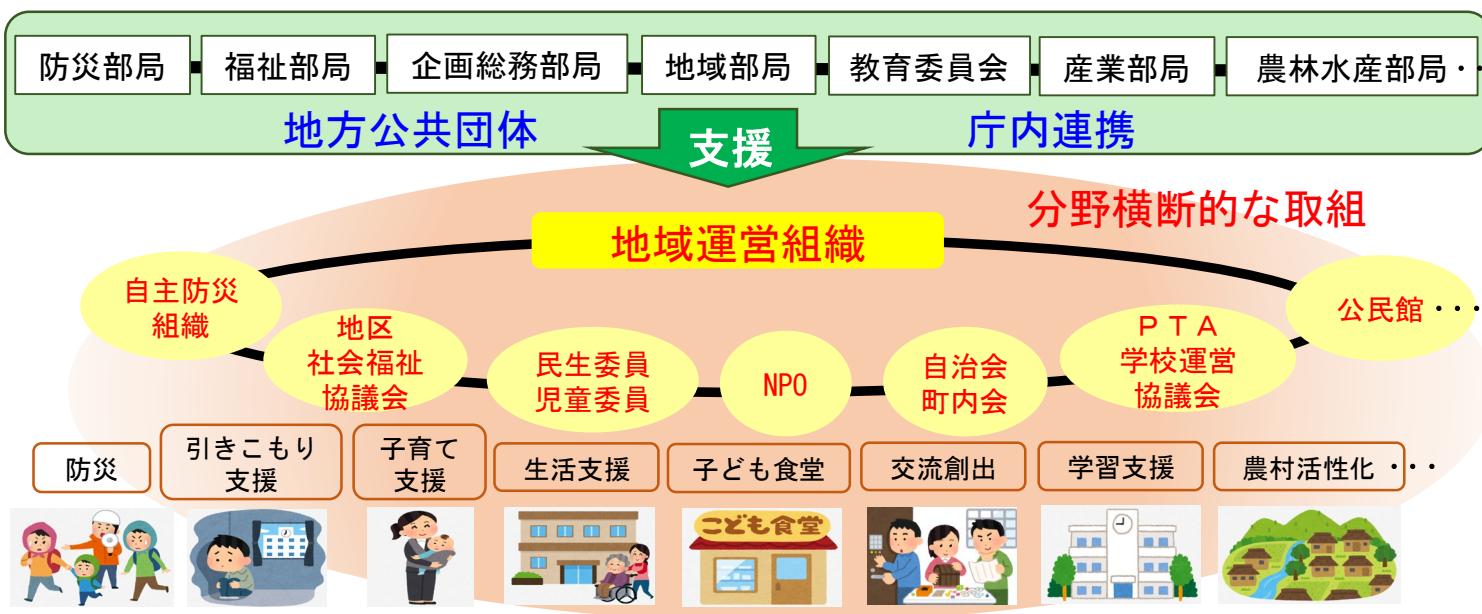 防災部局
福祉部局
企画総務部局
地域部局
教育委員会
産業部局
農林水産部局・・
地方公共団体
支援
庁内連携
分野横断的な取組
地域運営組織
自主防災
組織
地区
社会福祉
協議会
民生委員
児童委員
NPO
自治会
町内会
ＰＴＡ
学校運営
協議会
公民館・・・
防災
引きこもり
支援
子育て
支援
生活支援
子ども食堂
交流創出
学習支援
農村活性化・・・
こども食堂